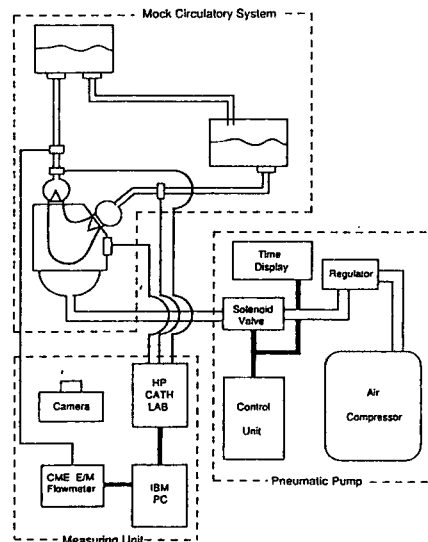 Mock Circulatory System
Time
Display
Regulator
Solenoid
Valve
HP
CATH
LAB
Camera
Control
Unit
Air
Compressor
CME E/M
Flowmeter
IBM
PC
Pneumatic Pump
Measuring Unit